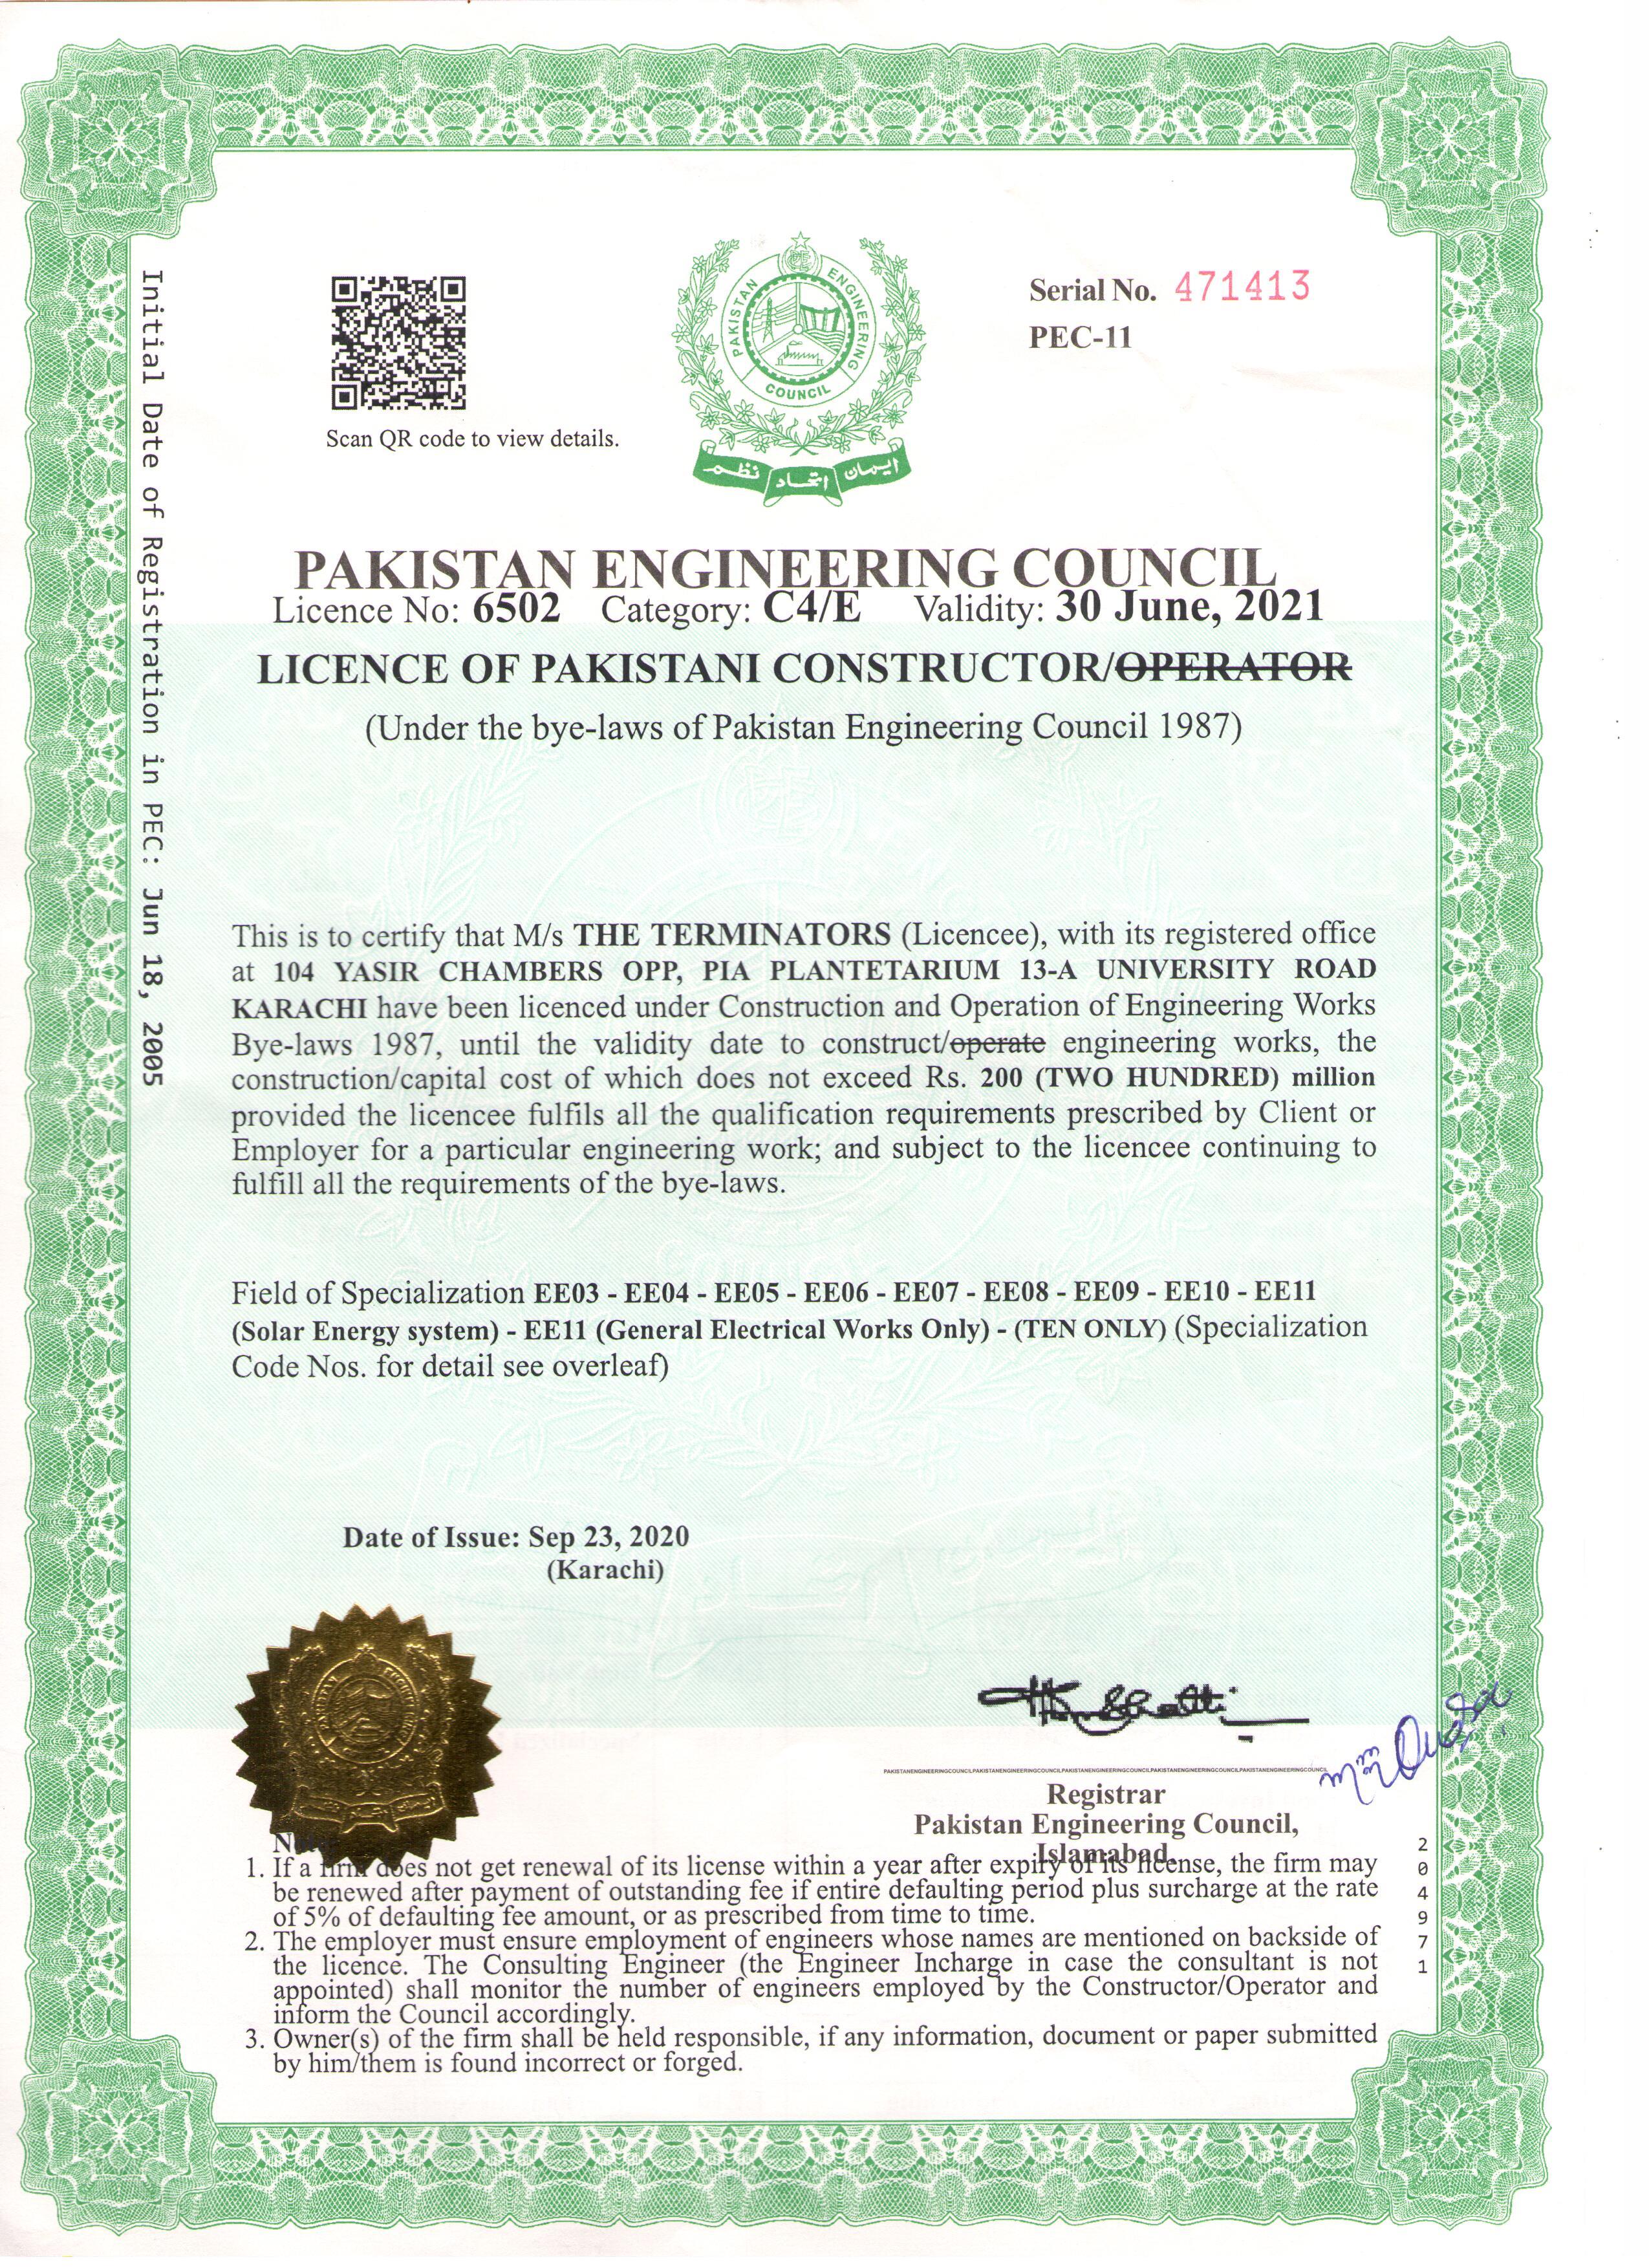 Initial Date of Registration in PEC: Jun 18, 2005
Scan QR code to view details.
PAKISTAN ENGINEERING COUNCIL
ایمان اتحاد نظم
Serial No. 471413
PEC-11
PAKISTAN ENGINEERING COUNCIL
Licence No: 6502 Category: C4/E Validity: 30 June, 2021
LICENCE OF PAKISTANI CONSTRUCTOR/OPERATOR
(Under the bye-laws of Pakistan Engineering Council 1987)
This is to certify that M/s THE TERMINATORS (Licencee), with its registered office
at 104 YASIR CHAMBERS OPP, PIA PLANTETARIUM 13-A UNIVERSITY ROAD
KARACHI have been licenced under Construction and Operation of Engineering Works
Bye-laws 1987, until the validity date to construct/operate engineering works, the
construction/capital cost of which does not exceed Rs. 200 (TWO HUNDRED) million
provided the licencee fulfils all the qualification requirements prescribed by Client or
Employer for a particular engineering work; and subject to the licencee continuing to
fulfill all the requirements of the bye-laws.
Field of Specialization EE03 - EE04 - EE05 - EE06 - EE07 - EE08 - EE09 - EE10 - EE11
(Solar Energy system) - EE11 (General Electrical Works Only) - (TEN ONLY) (Specialization
Code Nos. for detail see overleaf)
Date of Issue: Sep 23, 2020
(Karachi)
PAKISTANENGINEERINGCOUNCILPAKISTANENGINEERINGCOUNCILPAKISTANENGINEERINGCOUNCILPAKISTANENGINEERINGCOUNCILPAKISTANENGINEERINGCOUNCIL
Registrar
Pakistan Engineering Council,
Islamabad.
1. If a firm does not get renewal of its license within a year after expiry of its license, the firm may
be renewed after payment of outstanding fee if entire defaulting period plus surcharge at the rate
of 5% of defaulting fee amount, or as prescribed from time to time.
2. The employer must ensure employment of engineers whose names are mentioned on backside of
the licence. The Consulting Engineer (the Engineer Incharge in case the consultant is not
appointed) shall monitor the number of engineers employed by the Constructor/Operator and
inform the Council accordingly.
3. Owner(s) of the firm shall be held responsible, if any information, document or paper submitted
by him/them is found incorrect or forged.
204971